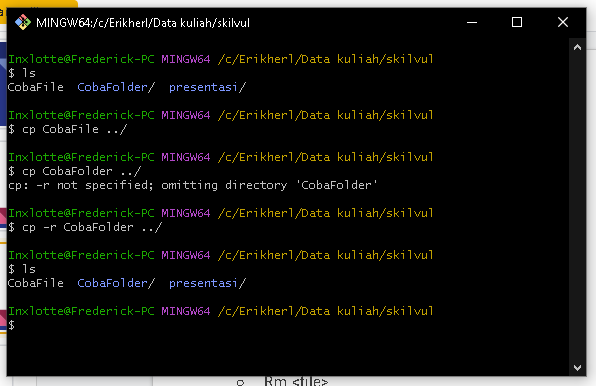 MINGW64:/c/Erikherl/Data kuliah/skilvul
Inxlotte@Frederick-PC MINGW64 /c/Erikherl/Data kuliah/skilvul
$ ls
CobaFile  CobaFolder/  presentasi/
Inxlotte@Frederick-PC MINGW64 /c/Erikherl/Data kuliah/skilvul
$ cp CobaFile ../
Inxlotte@Frederick-PC MINGW64 /c/Erikherl/Data kuliah/skilvul
$ cp CobaFolder ../
cp: -r not specified; omitting directory 'CobaFolder'
Inxlotte@Frederick-PC MINGW64 /c/Erikherl/Data kuliah/skilvul
$ cp -r CobaFolder ../
Inxlotte@Frederick-PC MINGW64 /c/Erikherl/Data kuliah/skilvul
$ ls
CobaFile  CobaFolder/  presentasi/
Inxlotte@Frederick-PC MINGW64 /c/Erikherl/Data kuliah/skilvul
$
○ Rm <file>